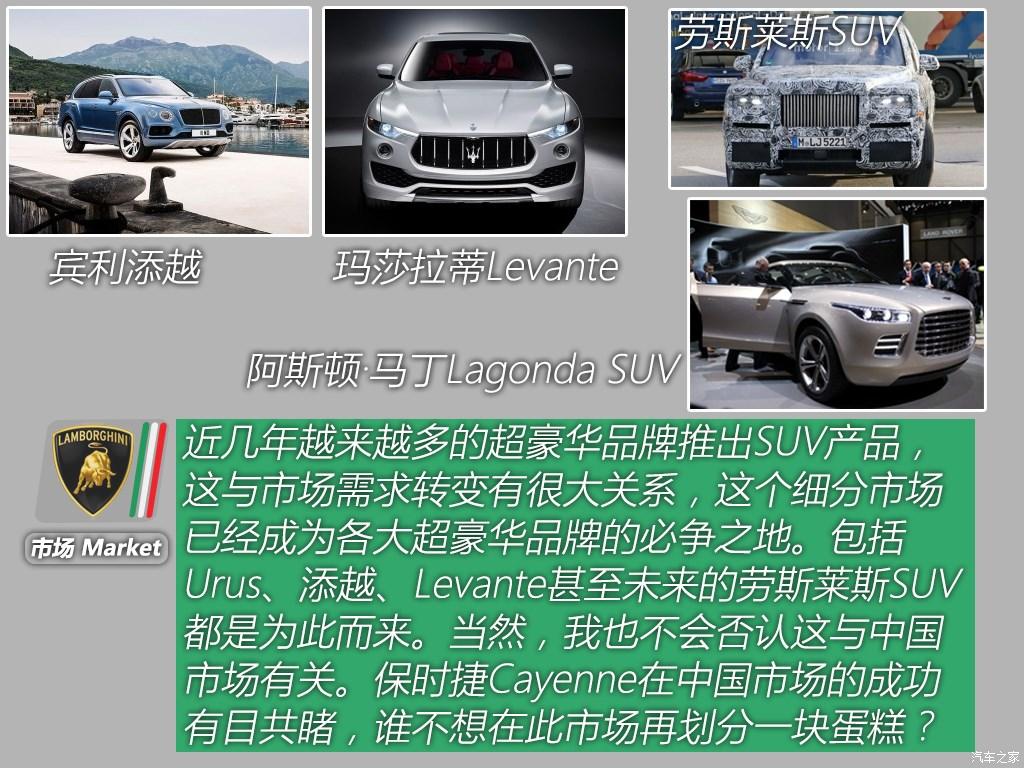 劳斯莱斯SUV
M-LJ 5221
宾利添越
玛莎拉蒂Levante
LAND ROVER
阿斯顿·马丁Lagonda SUV
LAMBORGHINI
市场 Market
近几年越来越多的超豪华品牌推出SUV产品，
这与市场需求转变有很大关系，这个细分市场
已经成为各大超豪华品牌的必争之地。包括
Urus、添越、Levante甚至未来的劳斯莱斯SUV
都是为此而来。当然，我也不会否认这与中国
市场有关。保时捷Cayenne在中国市场的成功
有目共睹，谁不想在此市场再划分一块蛋糕？
汽车之家